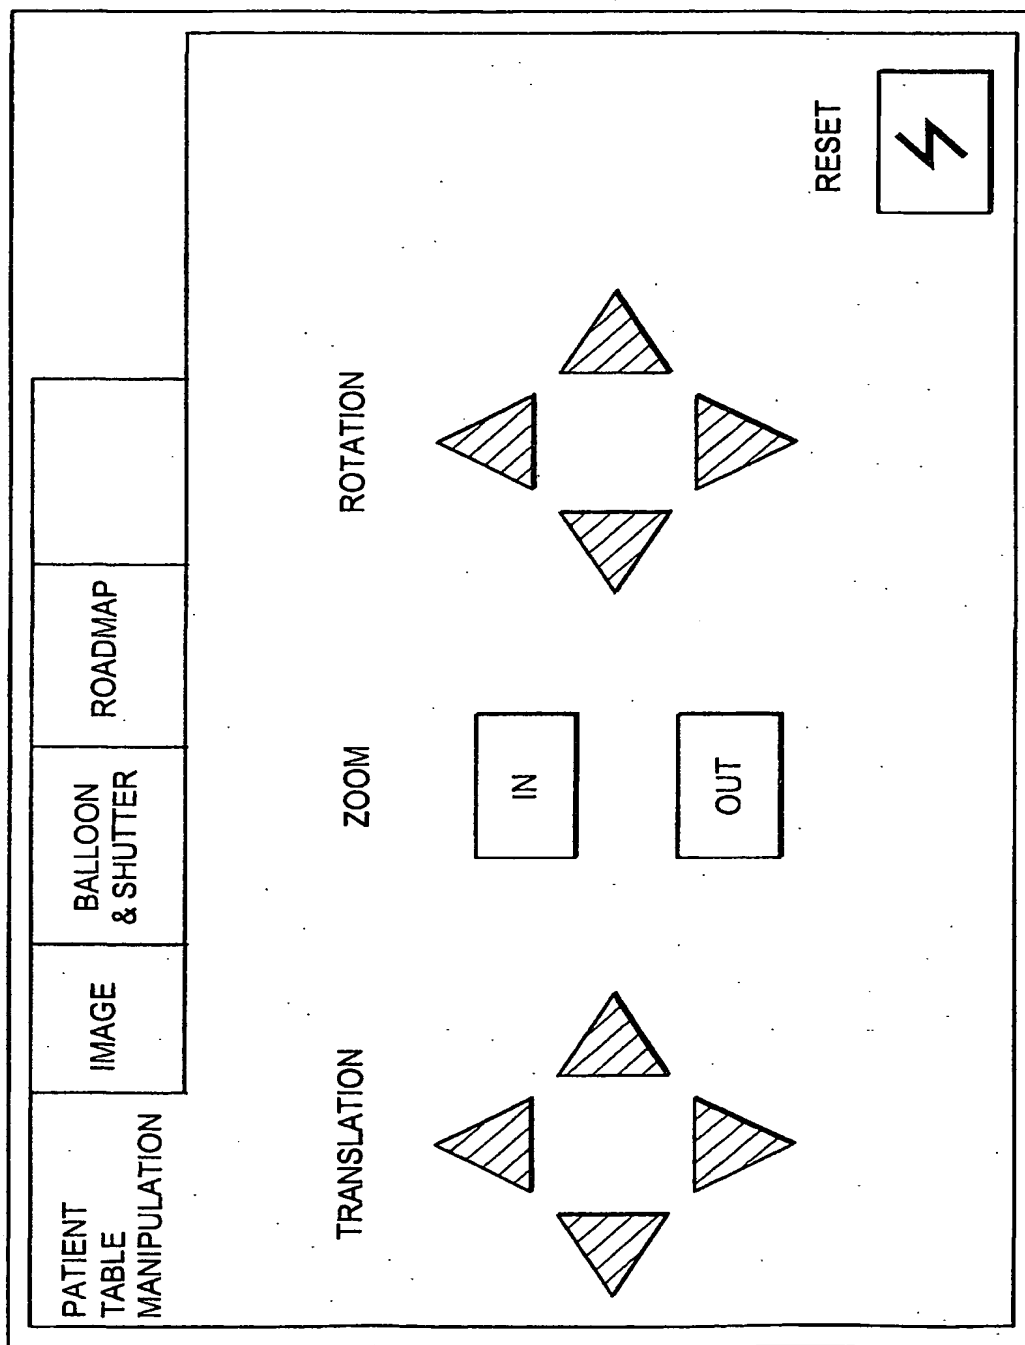 PATIENT
TABLE
MANIPULATION
IMAGE
BALLOON
& SHUTTER
ROADMAP
TRANSLATION
ZOOM
ROTATION
IN
OUT
RESET